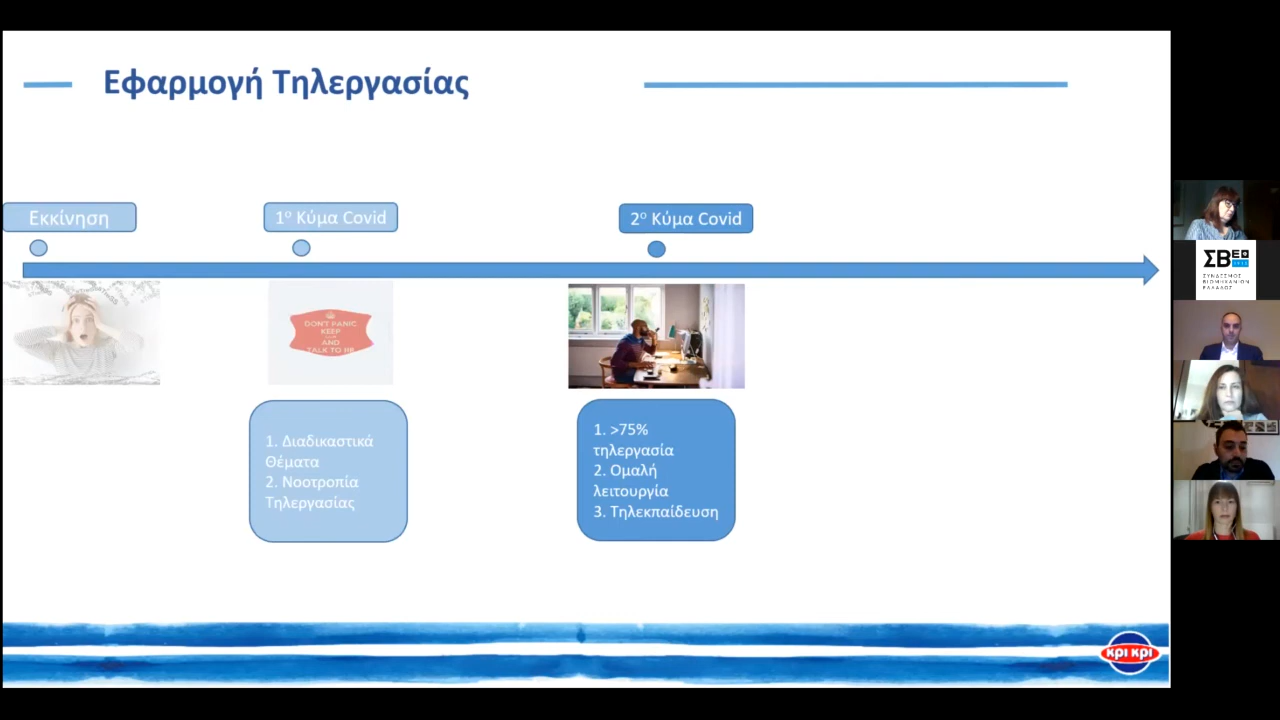 Εφαρμογή Τηλεργασίας
Εκκίνηση
1ο Κύμα Covid
2ο Κύμα Covid
DON'T PANIC
KEEP
AND
TALK TO HR
1. Διαδικαστικά
Θέματα
2. Νοοτροπία
Τηλεργασίας
1. >75%
τηλεργασία
2. Ομαλή
λειτουργία
3. Τηλεκπαίδευση
κρι κρι
ΣΒΕ
ΣΥΝΔΕΣΜΟΣ
ΒΙΟΜΗΧΑΝΙΩΝ
ΕΛΛΑΔΟΣ